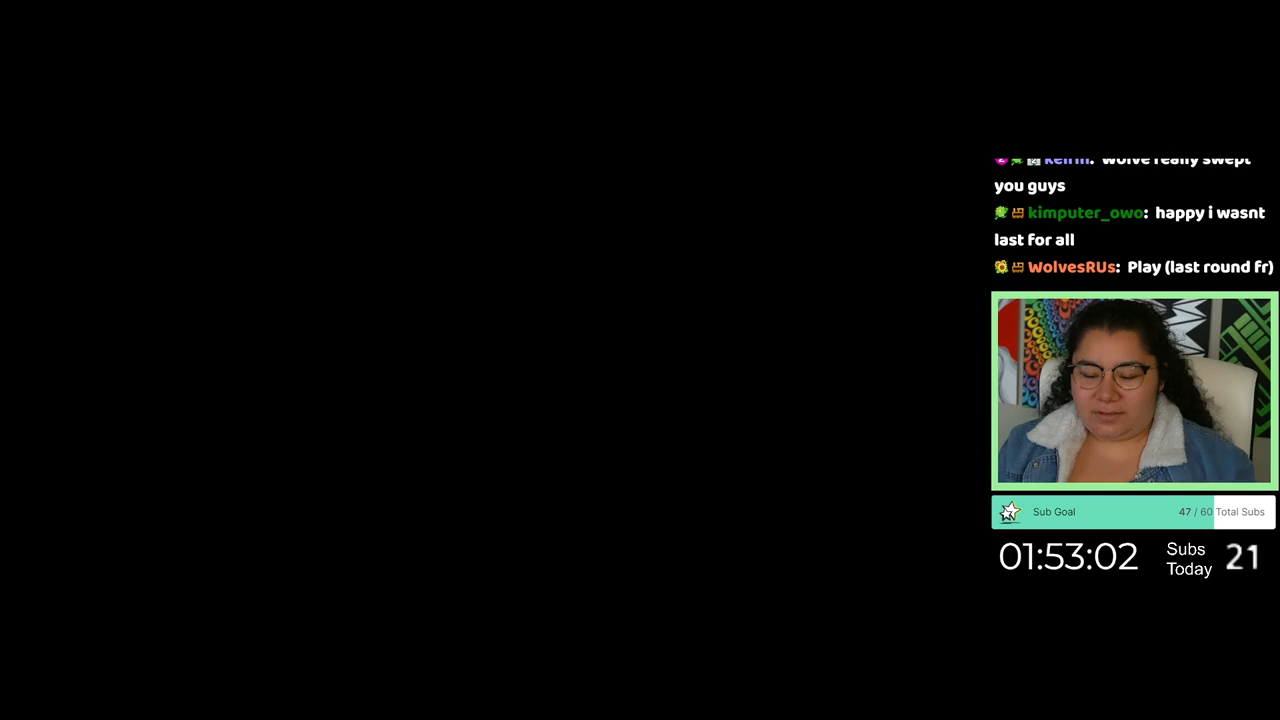 keirin: wolve really swept
you guys
kimputer_owo: happy i wasnt
last for all
WolvesRUs: Play (last round fr)
Sub Goal 47 / 60 Total Subs
01:53:02 Subs Today 21